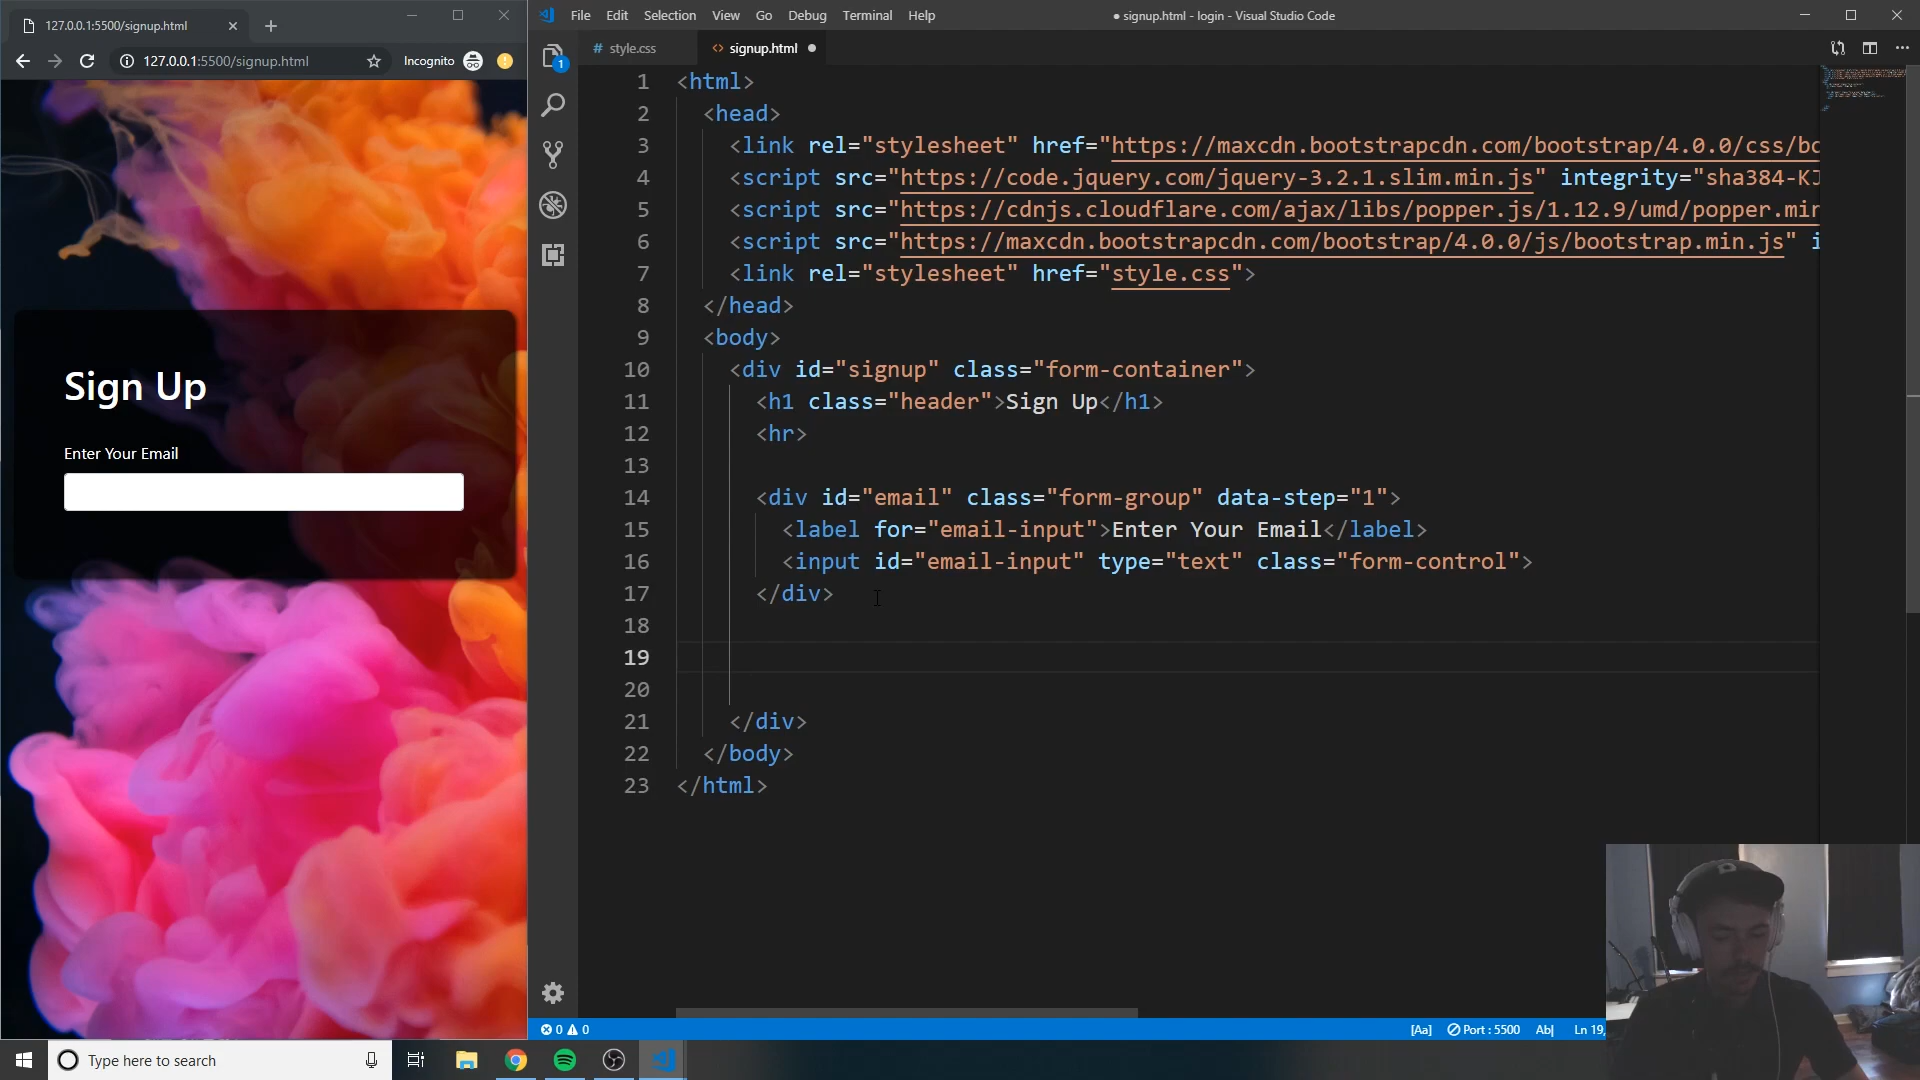 127.0.0.1:5500/signup.html
127.0.0.1:5500/signup.html
Incognito
Sign Up
Enter Your Email
File Edit Selection View Go Debug Terminal Help
● signup.html - login - Visual Studio Code
# style.css
<> signup.html ●
1
1 <html>
2 <head>
3 <link rel="stylesheet" href="https://maxcdn.bootstrapcdn.com/bootstrap/4.0.0/css/bo
4 <script src="https://code.jquery.com/jquery-3.2.1.slim.min.js" integrity="sha384-KJ
5 <script src="https://cdnjs.cloudflare.com/ajax/libs/popper.js/1.12.9/umd/popper.min
6 <script src="https://maxcdn.bootstrapcdn.com/bootstrap/4.0.0/js/bootstrap.min.js" i
7 <link rel="stylesheet" href="style.css">
8 </head>
9 <body>
10 <div id="signup" class="form-container">
11 <h1 class="header">Sign Up</h1>
12 <hr>
13
14 <div id="email" class="form-group" data-step="1">
15 <label for="email-input">Enter Your Email</label>
16 <input id="email-input" type="text" class="form-control">
17 </div>
18
19
20
21 </div>
22 </body>
23 </html>
0 0
[Aa] Port : 5500 Ab| Ln 19,
Type here to search